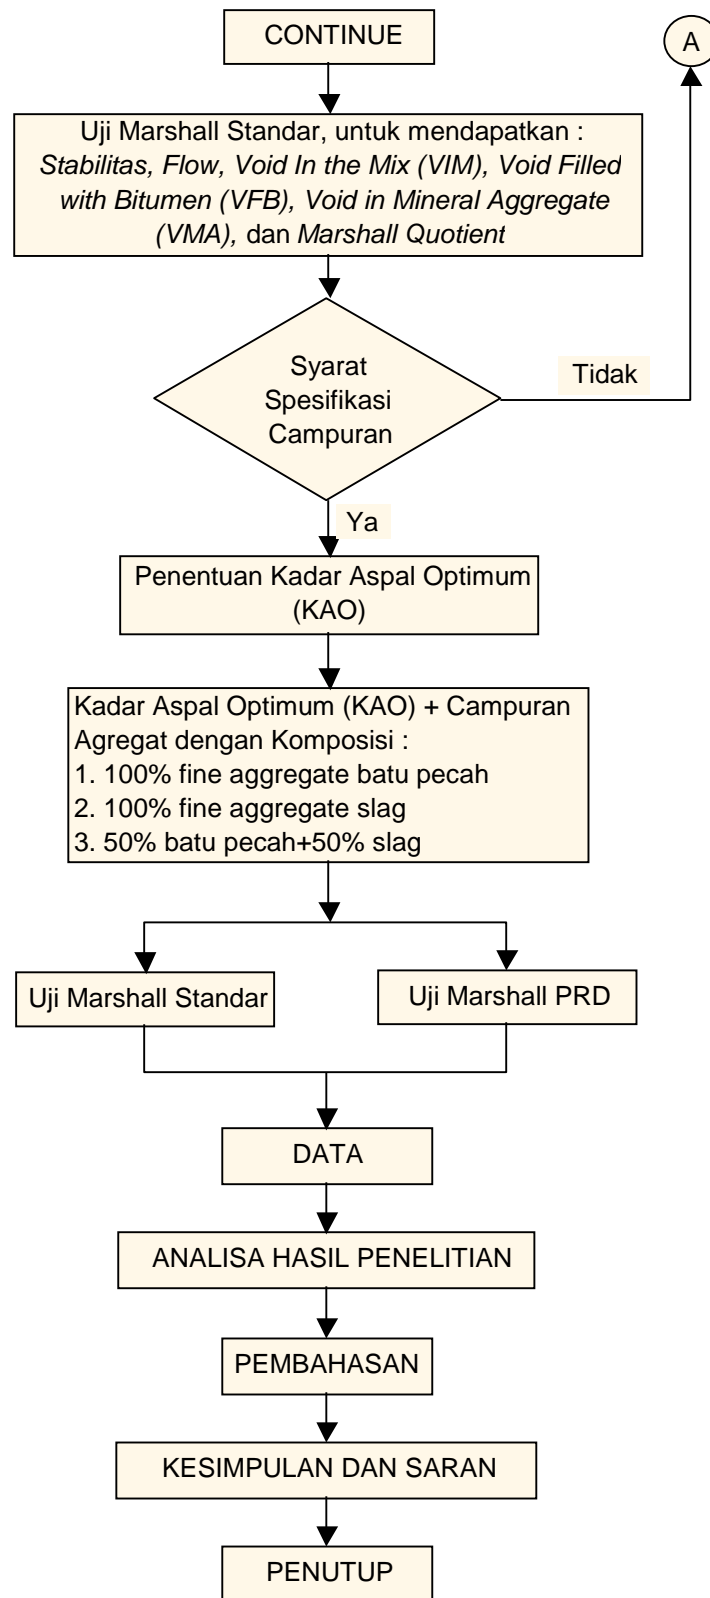 CONTINUE
A
Uji Marshall Standar, untuk mendapatkan :
Stabilitas, Flow, Void In the Mix (VIM), Void Filled
with Bitumen (VFB), Void in Mineral Aggregate
(VMA), dan Marshall Quotient
Syarat
Spesifikasi
Campuran
Tidak
Ya
Penentuan Kadar Aspal Optimum
(KAO)
Kadar Aspal Optimum (KAO) + Campuran
Agregat dengan Komposisi :
1. 100% fine aggregate batu pecah
2. 100% fine aggregate slag
3. 50% batu pecah+50% slag
Uji Marshall Standar
Uji Marshall PRD
DATA
ANALISA HASIL PENELITIAN
PEMBAHASAN
KESIMPULAN DAN SARAN
PENUTUP